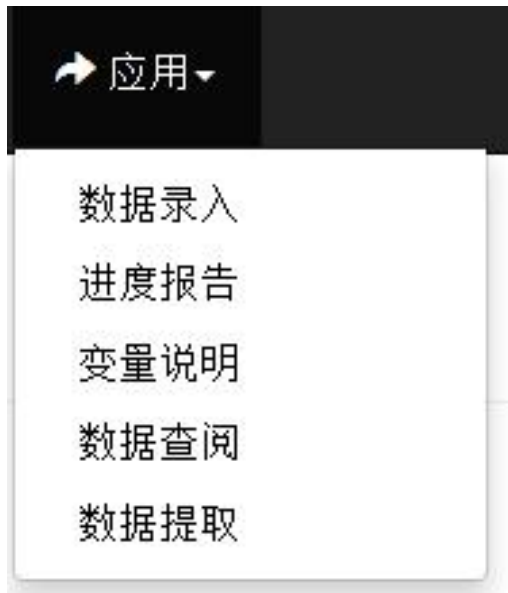 应用
数据录入
进度报告
变量说明
数据查阅
数据提取